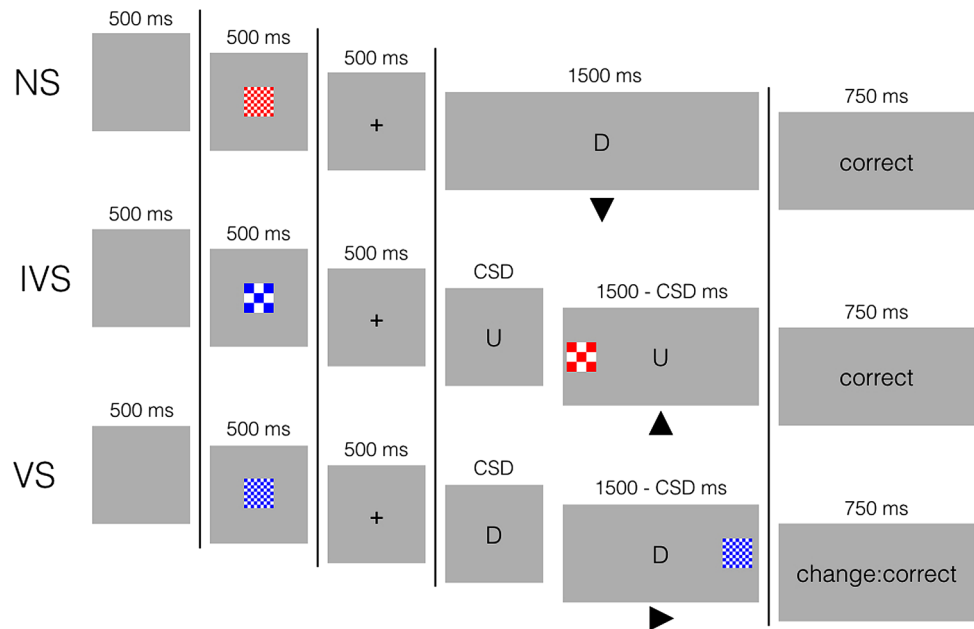 NS
500 ms
500 ms
500 ms
+
1500 ms
D
750 ms
correct
IVS
500 ms
500 ms
500 ms
+
CSD
U
1500 - CSD ms
U
750 ms
correct
VS
500 ms
500 ms
500 ms
+
CSD
D
1500 - CSD ms
D
750 ms
change:correct